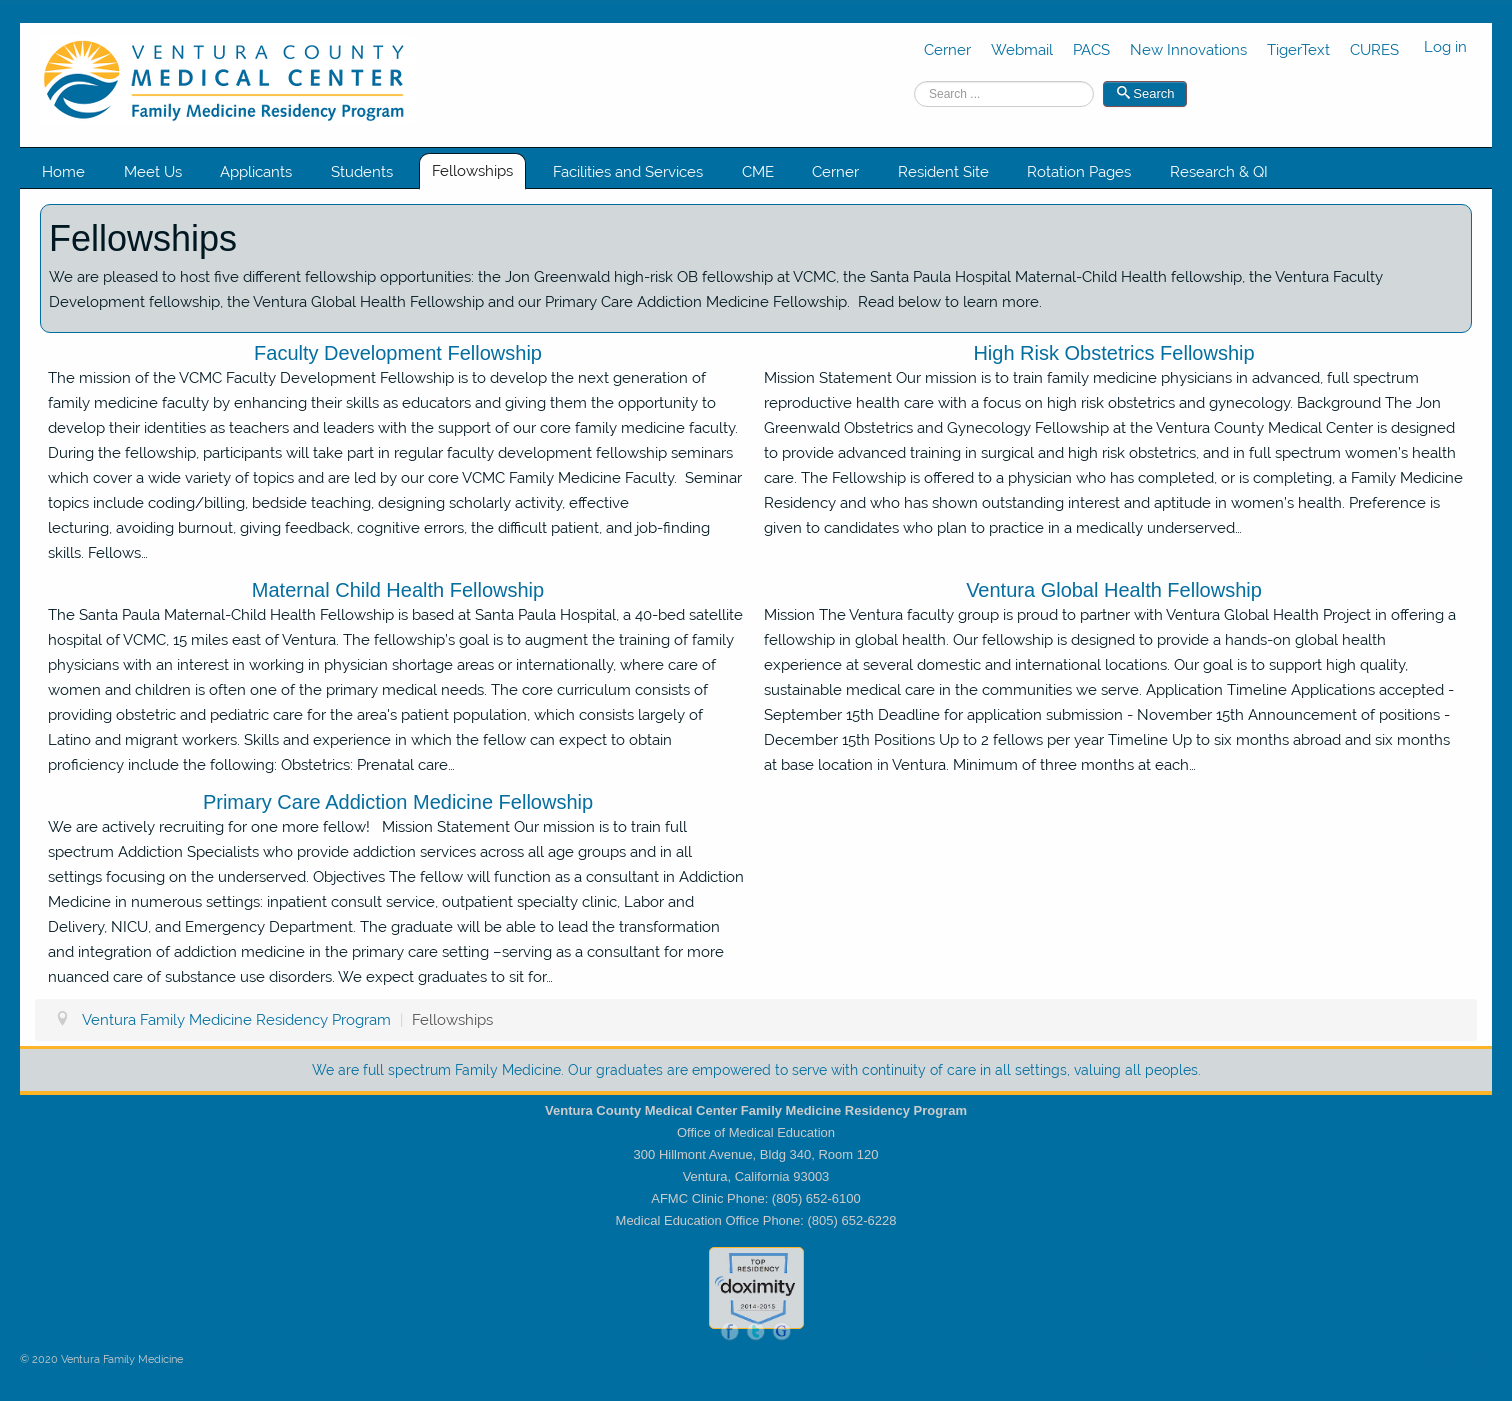 VENTURA COUNTY
MEDICAL CENTER
Family Medicine Residency Program
Cerner Webmail PACS New Innovations TigerText CURES Log in
Search ... Search
Home Meet Us Applicants Students Fellowships Facilities and Services CME Cerner Resident Site Rotation Pages Research & QI
Fellowships
We are pleased to host five different fellowship opportunities: the Jon Greenwald high-risk OB fellowship at VCMC, the Santa Paula Hospital Maternal-Child Health fellowship, the Ventura Faculty
Development fellowship, the Ventura Global Health Fellowship and our Primary Care Addiction Medicine Fellowship.  Read below to learn more.
Faculty Development Fellowship
The mission of the VCMC Faculty Development Fellowship is to develop the next generation of
family medicine faculty by enhancing their skills as educators and giving them the opportunity to
develop their identities as teachers and leaders with the support of our core family medicine faculty.
During the fellowship, participants will take part in regular faculty development fellowship seminars
which cover a wide variety of topics and are led by our core VCMC Family Medicine Faculty.  Seminar
topics include coding/billing, bedside teaching, designing scholarly activity, effective
lecturing, avoiding burnout, giving feedback, cognitive errors, the difficult patient, and job-finding
skills. Fellows…
High Risk Obstetrics Fellowship
Mission Statement Our mission is to train family medicine physicians in advanced, full spectrum
reproductive health care with a focus on high risk obstetrics and gynecology. Background The Jon
Greenwald Obstetrics and Gynecology Fellowship at the Ventura County Medical Center is designed
to provide advanced training in surgical and high risk obstetrics, and in full spectrum women's health
care. The Fellowship is offered to a physician who has completed, or is completing, a Family Medicine
Residency and who has shown outstanding interest and aptitude in women's health. Preference is
given to candidates who plan to practice in a medically underserved…
Maternal Child Health Fellowship
The Santa Paula Maternal-Child Health Fellowship is based at Santa Paula Hospital, a 40-bed satellite
hospital of VCMC, 15 miles east of Ventura. The fellowship's goal is to augment the training of family
physicians with an interest in working in physician shortage areas or internationally, where care of
women and children is often one of the primary medical needs. The core curriculum consists of
providing obstetric and pediatric care for the area's patient population, which consists largely of
Latino and migrant workers. Skills and experience in which the fellow can expect to obtain
proficiency include the following: Obstetrics: Prenatal care…
Ventura Global Health Fellowship
Mission The Ventura faculty group is proud to partner with Ventura Global Health Project in offering a
fellowship in global health. Our fellowship is designed to provide a hands-on global health
experience at several domestic and international locations. Our goal is to support high quality,
sustainable medical care in the communities we serve. Application Timeline Applications accepted -
September 15th Deadline for application submission - November 15th Announcement of positions -
December 15th Positions Up to 2 fellows per year Timeline Up to six months abroad and six months
at base location in Ventura. Minimum of three months at each…
Primary Care Addiction Medicine Fellowship
We are actively recruiting for one more fellow!   Mission Statement Our mission is to train full
spectrum Addiction Specialists who provide addiction services across all age groups and in all
settings focusing on the underserved. Objectives The fellow will function as a consultant in Addiction
Medicine in numerous settings: inpatient consult service, outpatient specialty clinic, Labor and
Delivery, NICU, and Emergency Department. The graduate will be able to lead the transformation
and integration of addiction medicine in the primary care setting –serving as a consultant for more
nuanced care of substance use disorders. We expect graduates to sit for…
Ventura Family Medicine Residency Program | Fellowships
We are full spectrum Family Medicine. Our graduates are empowered to serve with continuity of care in all settings, valuing all peoples.
Ventura County Medical Center Family Medicine Residency Program
Office of Medical Education
300 Hillmont Avenue, Bldg 340, Room 120
Ventura, California 93003
AFMC Clinic Phone: (805) 652-6100
Medical Education Office Phone: (805) 652-6228
TOP
RESIDENCY
doximity
2014-2015
f t G
© 2020 Ventura Family Medicine